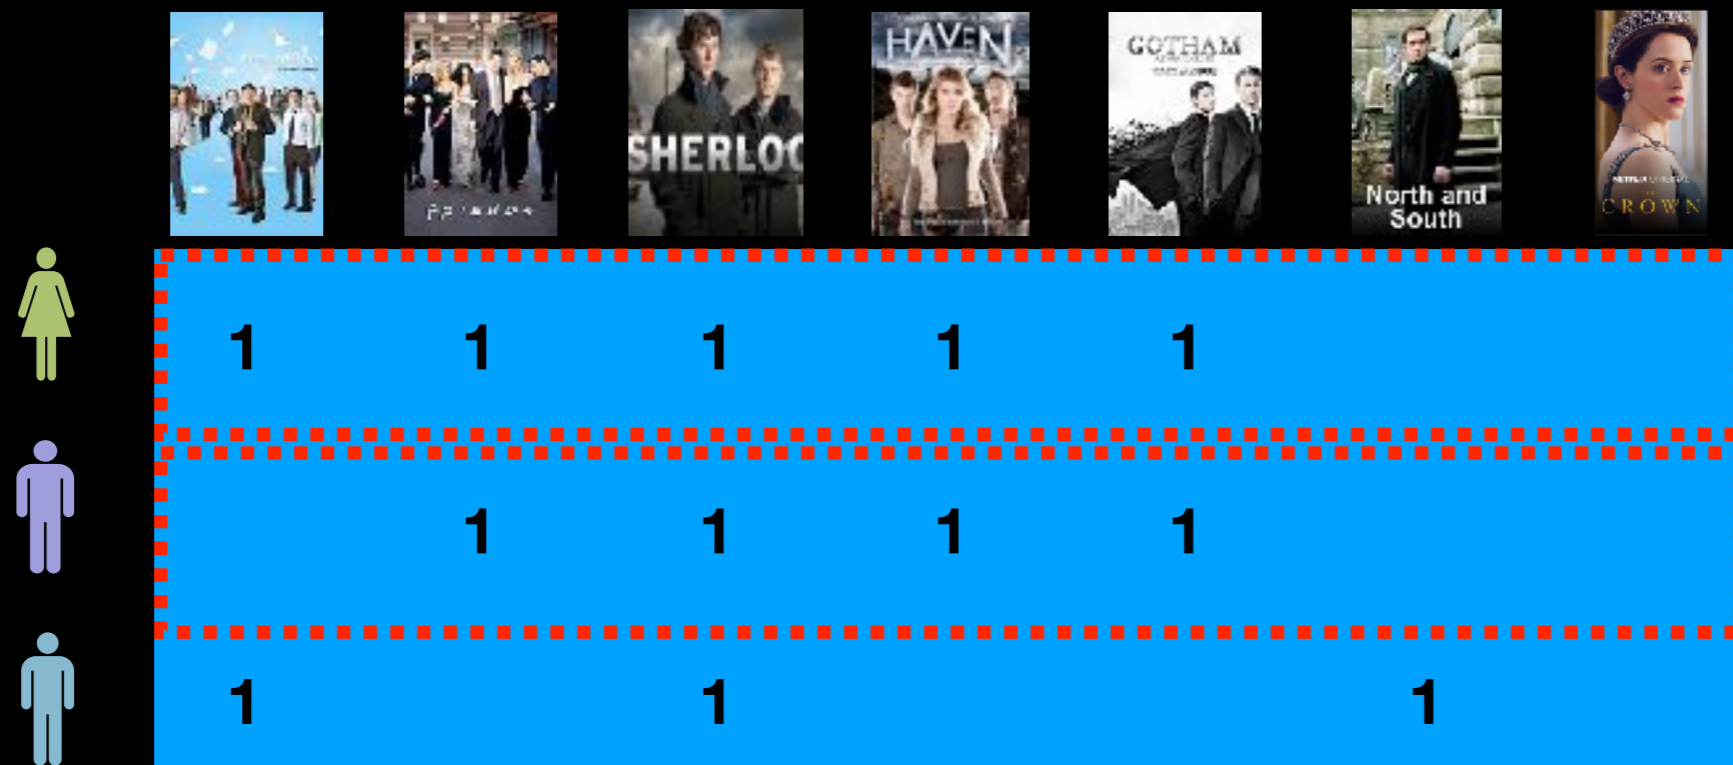 SHERLOC
HAVEN
GOTHAM
North and
South
CROWN
1 1 1 1 1
1 1 1 1
1 1 1